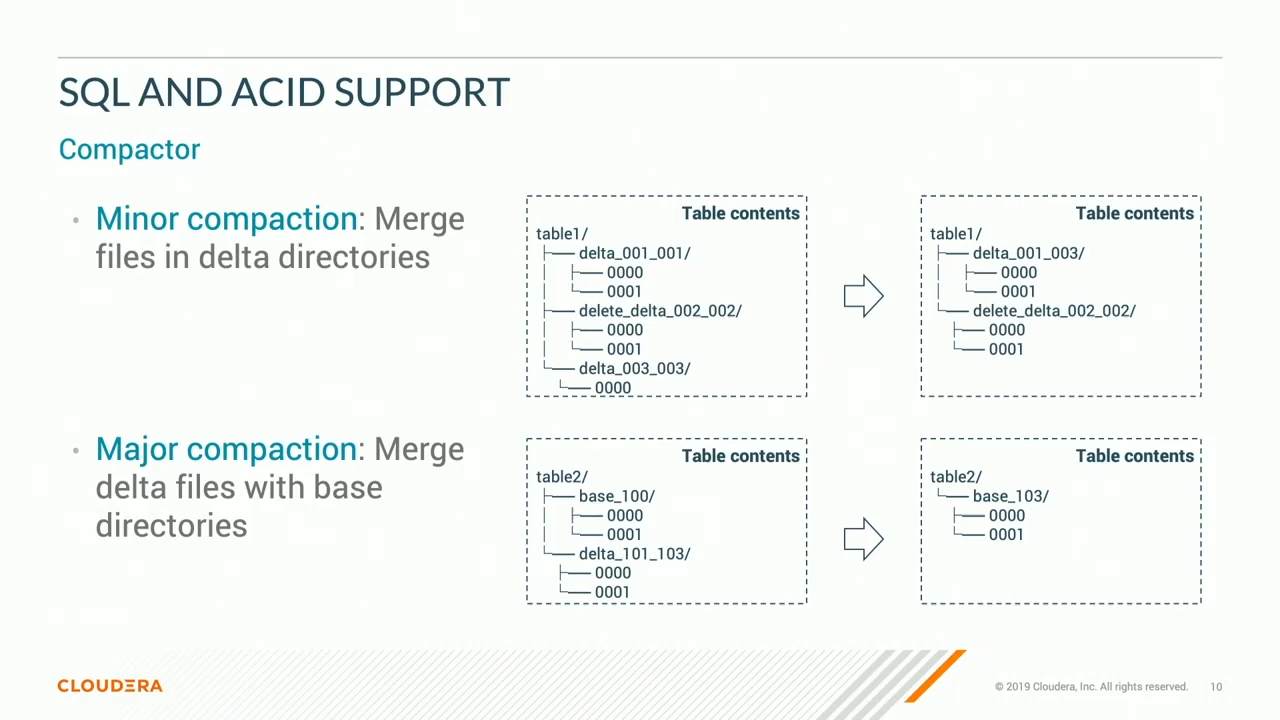 SQL AND ACID SUPPORT
Compactor
• Minor compaction: Merge
files in delta directories
Table contents
table1/
├── delta_001_001/
│ ├── 0000
│ └── 0001
├── delete_delta_002_002/
│ ├── 0000
│ └── 0001
└── delta_003_003/
└── 0000
Table contents
table1/
├── delta_001_003/
│ ├── 0000
│ └── 0001
└── delete_delta_002_002/
├── 0000
└── 0001
• Major compaction: Merge
delta files with base
directories
Table contents
table2/
├── base_100/
│ ├── 0000
│ └── 0001
└── delta_101_103/
├── 0000
└── 0001
Table contents
table2/
└── base_103/
├── 0000
└── 0001
CLOUDERA
© 2019 Cloudera, Inc. All rights reserved. 10